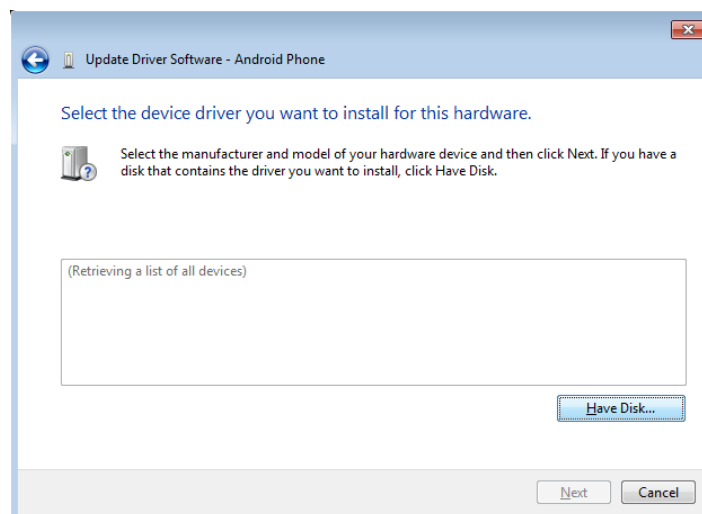 Update Driver Software - Android Phone
Select the device driver you want to install for this hardware.
Select the manufacturer and model of your hardware device and then click Next. If you have a
disk that contains the driver you want to install, click Have Disk.
(Retrieving a list of all devices)
Have Disk...
Next
Cancel